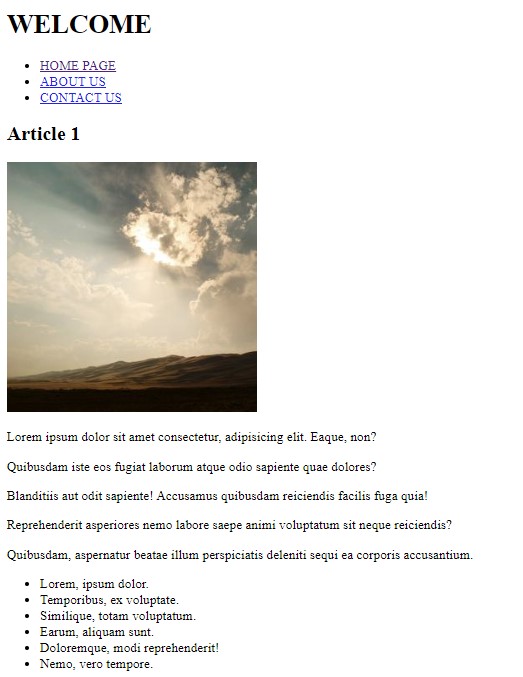 WELCOME
HOME PAGE
ABOUT US
CONTACT US
Article 1
Lorem ipsum dolor sit amet consectetur, adipisicing elit. Eaque, non?
Quibusdam iste eos fugiat laborum atque odio sapiente quae dolores?
Blanditiis aut odit sapiente! Accusamus quibusdam reiciendis facilis fuga quia!
Reprehenderit asperiores nemo labore saepe animi voluptatum sit neque reiciendis?
Quibusdam, aspernatur beatae illum perspiciatis deleniti sequi ea corporis accusantium.
Lorem, ipsum dolor.
Temporibus, ex voluptate.
Similique, totam voluptatum.
Earum, aliquam sunt.
Doloremque, modi reprehenderit!
Nemo, vero tempore.